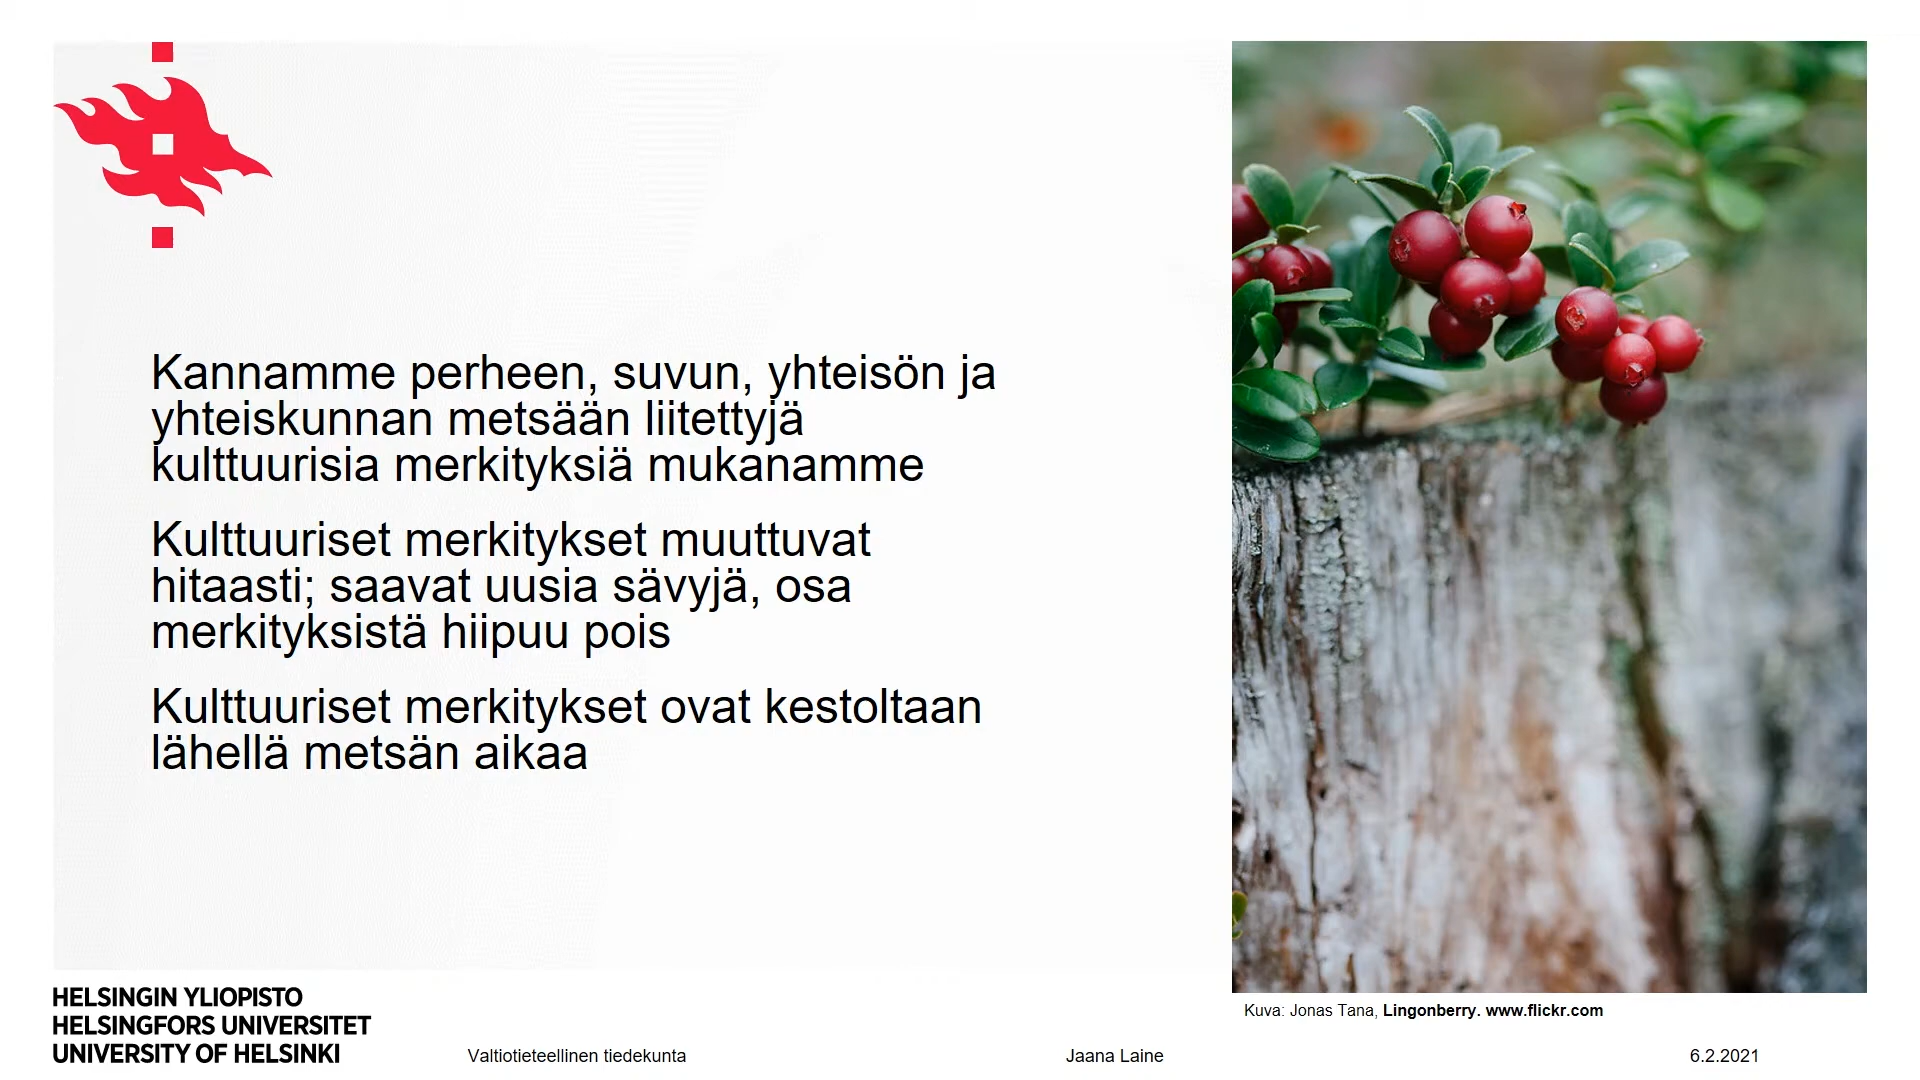 Kannamme perheen, suvun, yhteisön ja
yhteiskunnan metsään liitettyjä
kulttuurisia merkityksiä mukanamme
Kulttuuriset merkitykset muuttuvat
hitaasti; saavat uusia sävyjä, osa
merkityksistä hiipuu pois
Kulttuuriset merkitykset ovat kestoltaan
lähellä metsän aikaa
Kuva: Jonas Tana, Lingonberry. www.flickr.com
HELSINGIN YLIOPISTO
HELSINGFORS UNIVERSITET
UNIVERSITY OF HELSINKI
Valtiotieteellinen tiedekunta
Jaana Laine
6.2.2021